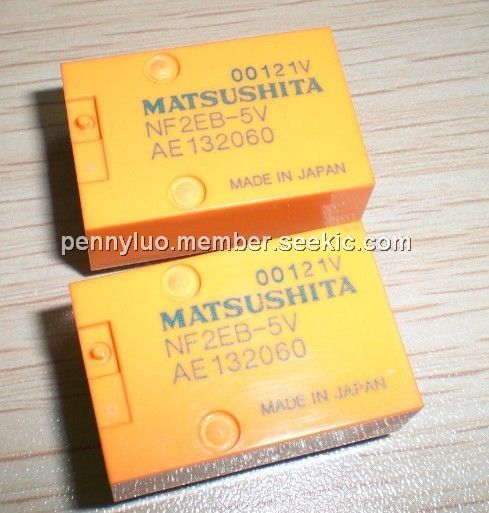 00121V
MATSUSHITA
NF2EB-5V
AE132060
MADE IN JAPAN
pennyluo.member.seekic.com
00121V
MATSUSHITA
NF2EB-5V
AE132060
MADE IN JAPAN